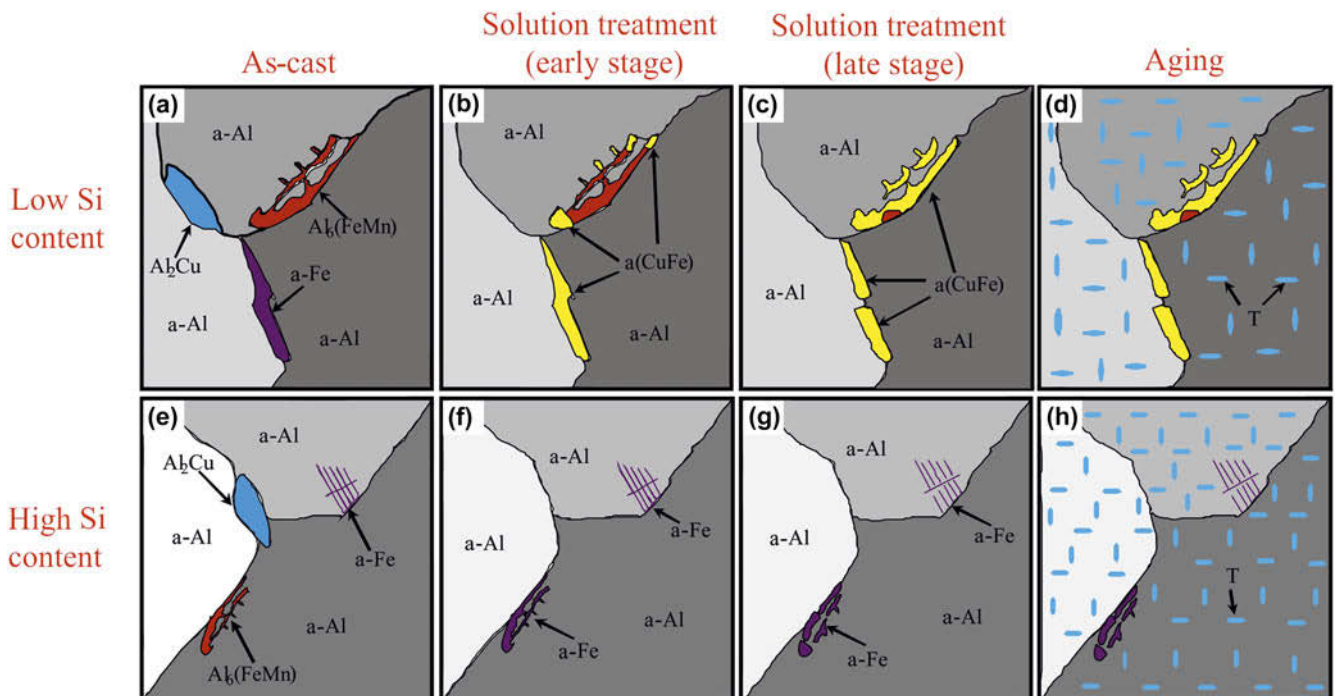 As-cast
Solution treatment
(early stage)
Solution treatment
(late stage)
Aging
Low Si
content
(a)
a-Al
Al6(FeMn)
Al2Cu
a-Fe
a-Al
a-Al
(b)
a-Al
a(CuFe)
a-Al
a-Al
(c)
a-Al
a(CuFe)
a-Al
a-Al
(d)
T
High Si
content
(e)
a-Al
Al2Cu
a-Al
a-Fe
a-Al
Al6(FeMn)
(f)
a-Al
a-Fe
a-Al
a-Al
a-Fe
(g)
a-Al
a-Fe
a-Al
a-Al
a-Fe
(h)
T